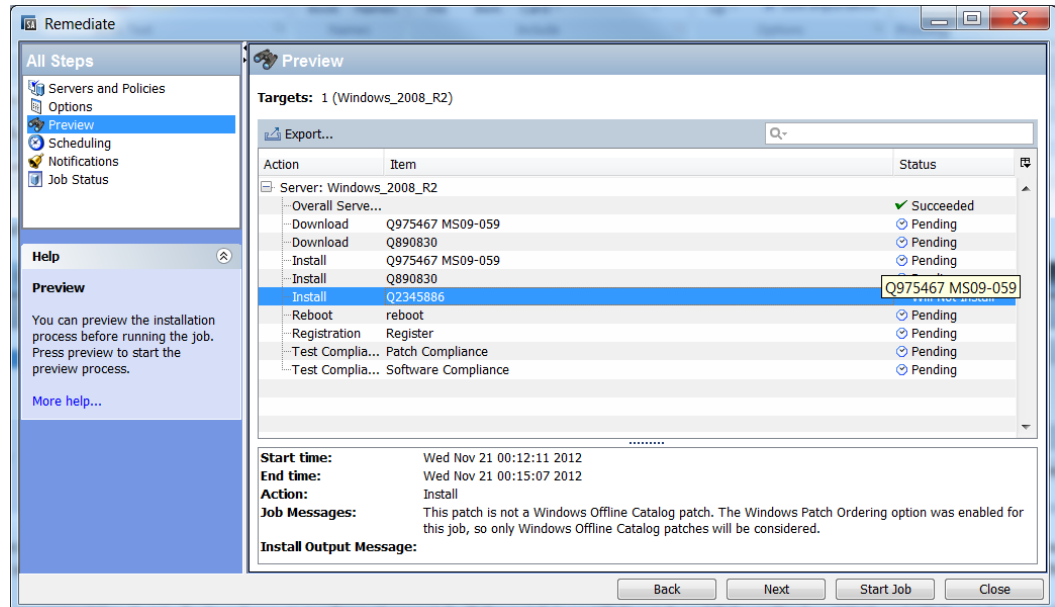 Remediate
All Steps
Servers and Policies
Options
Preview
Scheduling
Notifications
Job Status
Help
Preview
You can preview the installation
process before running the job.
Press preview to start the
preview process.
More help...
Preview
Targets: 1 (Windows_2008_R2)
Export...
Action Item Status
Server: Windows_2008_R2
Overall Serve... Succeeded
Download Q975467 MS09-059 Pending
Download Q890830 Pending
Install Q975467 MS09-059 Pending
Install Q890830
Q975467 MS09-059
Install Q2345886 Will Not Install
Reboot reboot Pending
Registration Register Pending
Test Complia... Patch Compliance Pending
Test Complia... Software Compliance Pending
Start time: Wed Nov 21 00:12:11 2012
End time: Wed Nov 21 00:15:07 2012
Action: Install
Job Messages: This patch is not a Windows Offline Catalog patch. The Windows Patch Ordering option was enabled for
this job, so only Windows Offline Catalog patches will be considered.
Install Output Message:
Back Next Start Job Close